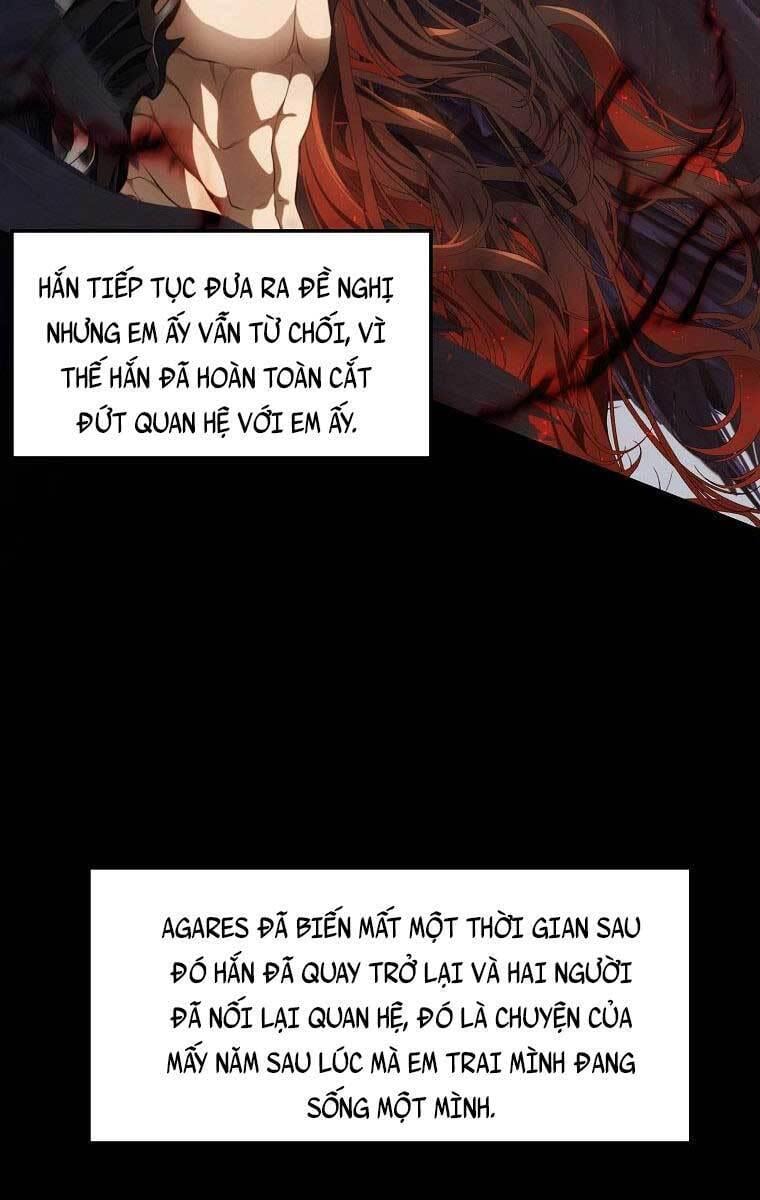 HẮN TIẾP TỤC ĐƯA RA ĐỀ NGHỊ
NHƯNG EM ẤY VẪN TỪ CHỐI, VÌ
THẾ HẮN ĐÃ HOÀN TOÀN CẮT
ĐỨT QUAN HỆ VỚI EM ẤY.
AGARES ĐÃ BIẾN MẤT MỘT THỜI GIAN SAU
ĐÓ HẮN ĐÃ QUAY TRỞ LẠI VÀ HAI NGƯỜI
ĐÃ NỐI LẠI QUAN HỆ, ĐÓ LÀ CHUYỆN CỦA
MẤY NĂM SAU LÚC MÀ EM TRAI MÌNH ĐANG
SỐNG MỘT MÌNH.